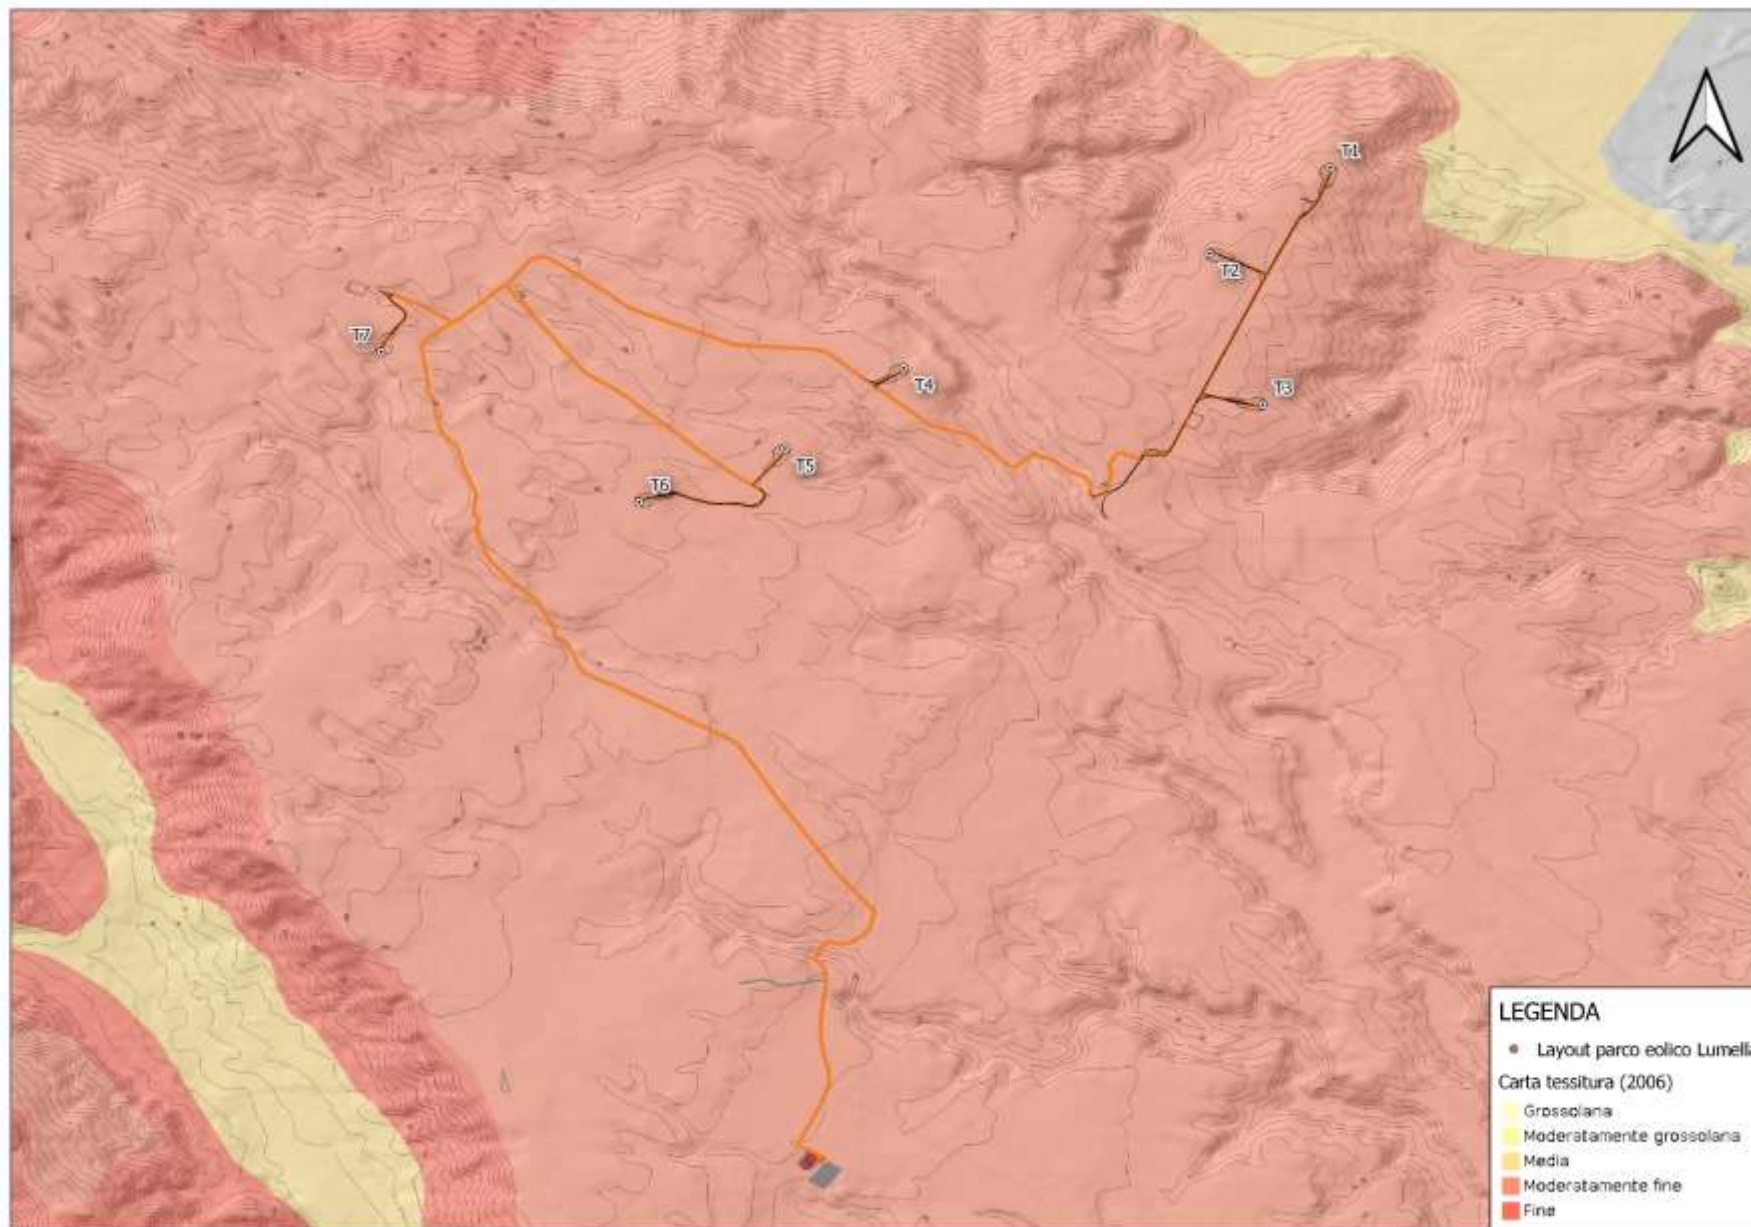 T1
T2
T3
T4
T5
T6
T7
LEGENDA
Layout parco eolico Lumella
Carta tessitura (2006)
Grossolana
Moderatamente grossolana
Media
Moderatamente fine
Fine